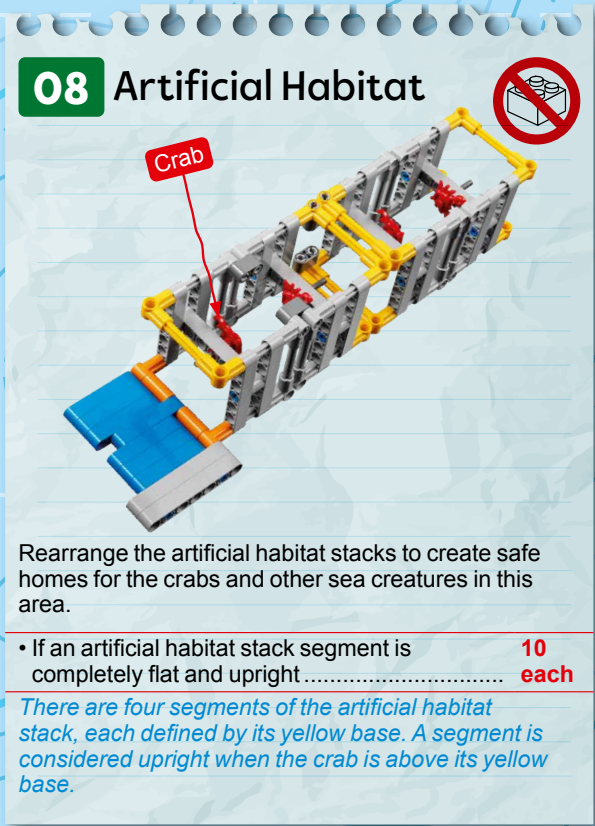 08 Artificial Habitat
Crab
Rearrange the artificial habitat stacks to create safe
homes for the crabs and other sea creatures in this
area.
• If an artificial habitat stack segment is 10
completely flat and upright ............................... each
There are four segments of the artificial habitat
stack, each defined by its yellow base. A segment is
considered upright when the crab is above its yellow
base.